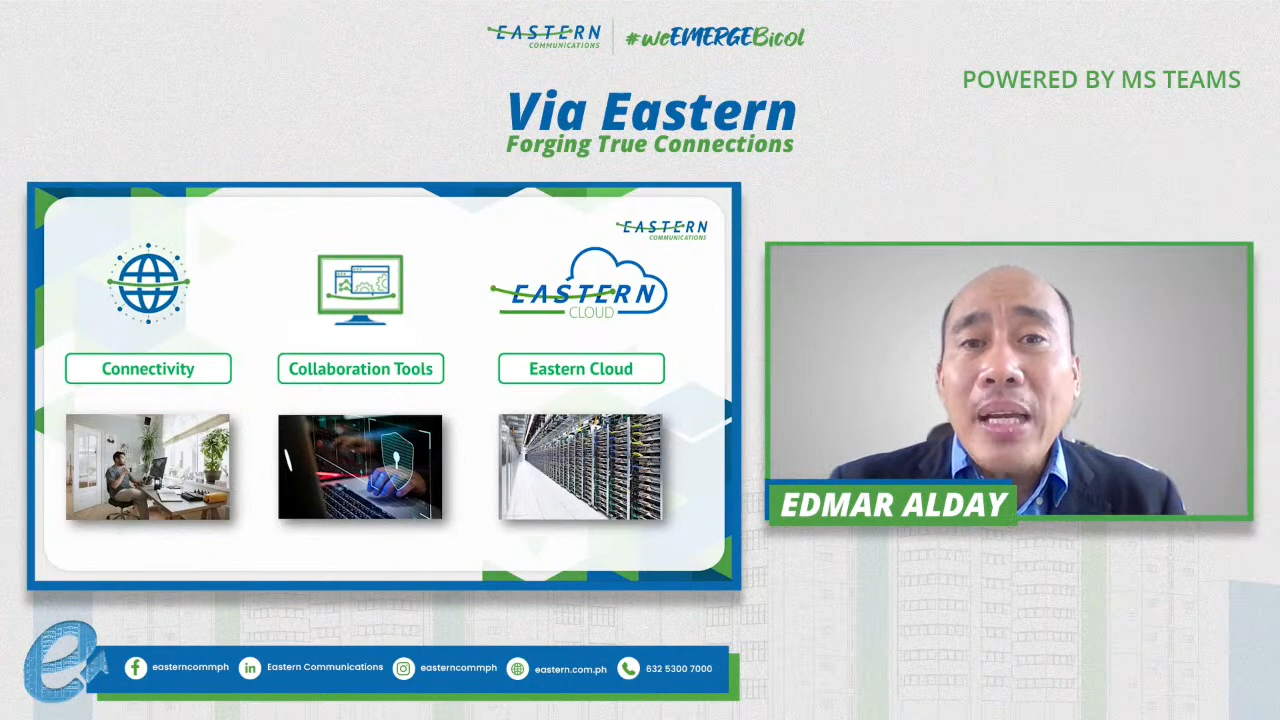 EASTERN
COMMUNICATIONS
#weEMERGEBicol
POWERED BY MS TEAMS
Via Eastern
Forging True Connections
EASTERN
COMMUNICATIONS
EASTERN
CLOUD
Connectivity
Collaboration Tools
Eastern Cloud
EDMAR ALDAY
easterncommph
Eastern Communications
easterncommph
eastern.com.ph
632 5300 7000